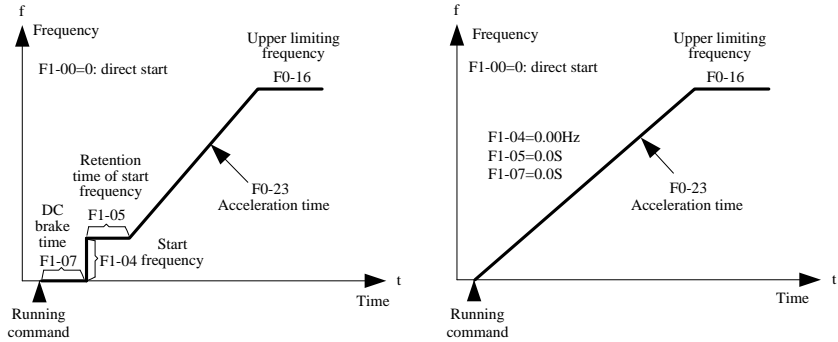 f
Frequency
F1-00=0: direct start
Upper limiting
frequency
F0-16
Retention
time of start
frequency
F1-05
DC
brake
time
F1-07
F1-04
Start
frequency
F0-23
Acceleration time
t
Time
Running
command
f
Frequency
F1-00=0: direct start
Upper limiting
frequency
F0-16
F1-04=0.00Hz
F1-05=0.0S
F1-07=0.0S
F0-23
Acceleration time
t
Time
Running
command